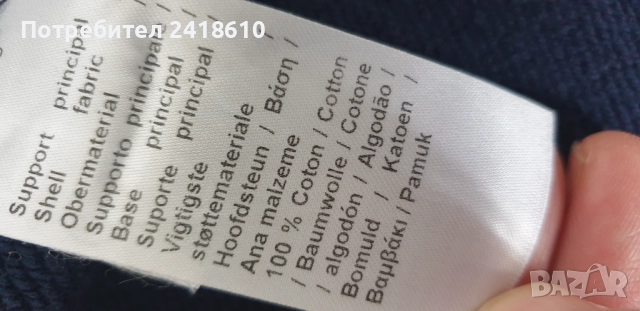 Потребител 2418610
Support principal
Shell fabric
Obermaterial
Supporto principal
Base principal
Suporte principal
Vigtigste
støttemateriale
Hoofdsteun / Βάση /
Ana malzeme
100 % Coton / Cotton
/ Baumwolle / Cotone
/ algodón / Algodão /
Bomuld / Katoen /
Βαμβάκι / Pamuk
BAZAR